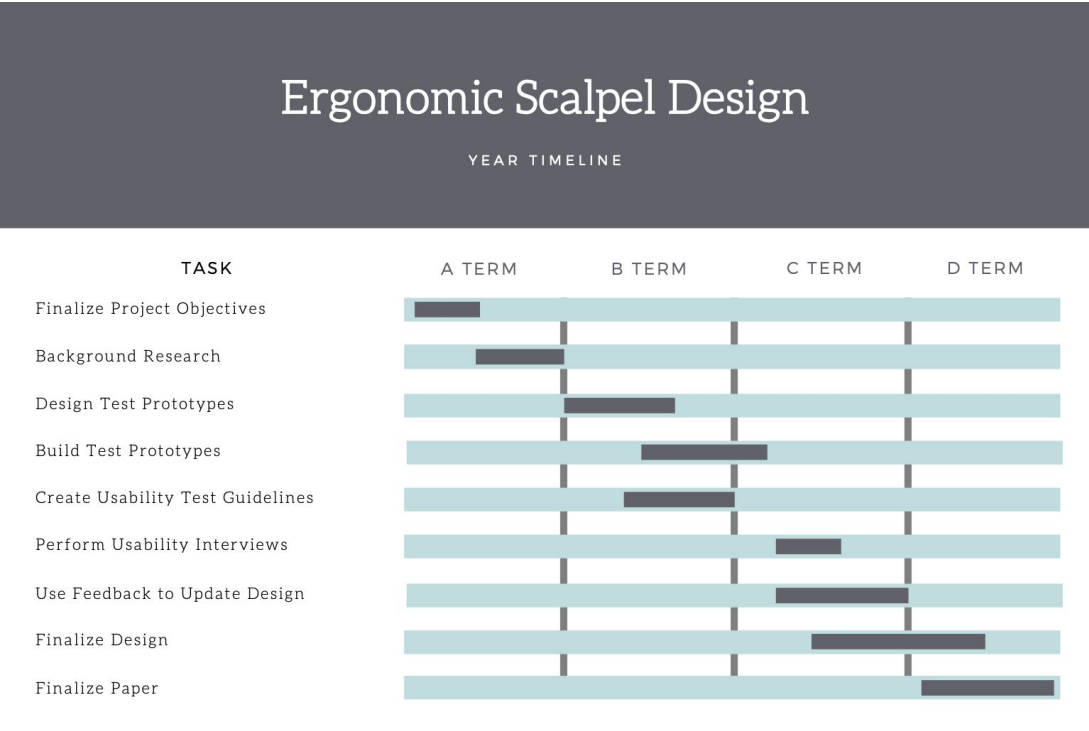 Ergonomic Scalpel Design
YEAR TIMELINE
TASK A TERM B TERM C TERM D TERM
Finalize Project Objectives
Background Research
Design Test Prototypes
Build Test Prototypes
Create Usability Test Guidelines
Perform Usability Interviews
Use Feedback to Update Design
Finalize Design
Finalize Paper